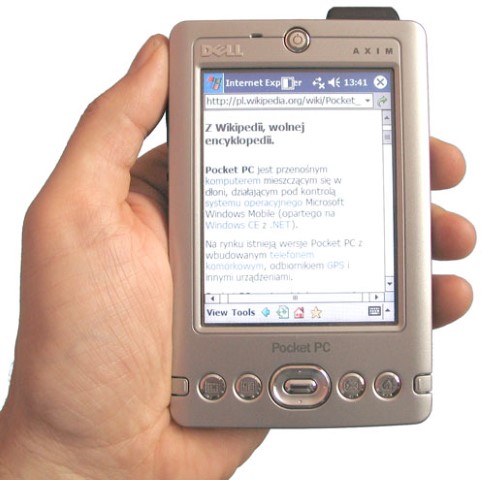 DELL
AXIM
Internet Explorer 13:41
http://pl.wikipedia.org/wiki/Pocket_
Z Wikipedii, wolnej
encyklopedii.
Pocket PC jest przenośnym
komputerem mieszczącym się w
dłoni, działającym pod kontrolą
systemu operacyjnego Microsoft
Windows Mobile (opartego na
Windows CE z .NET).
Na rynku istnieją wersje Pocket PC z
wbudowanym telefonem
komórkowym, odbiornikiem GPS i
innymi urządzeniami.
View Tools
Pocket PC